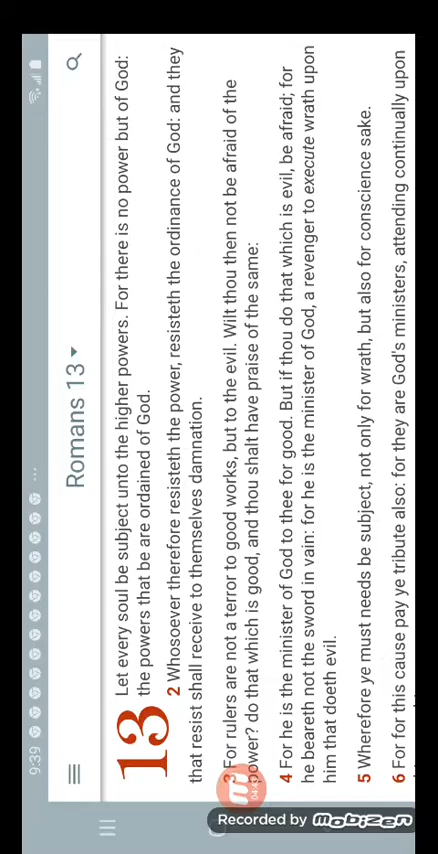 9:39
Romans 13
13 Let every soul be subject unto the higher powers. For there is no power but of God:
the powers that be are ordained of God.
2 Whosoever therefore resisteth the power, resisteth the ordinance of God: and they
that resist shall receive to themselves damnation.
3 For rulers are not a terror to good works, but to the evil. Wilt thou then not be afraid of the
power? do that which is good, and thou shalt have praise of the same:
4 For he is the minister of God to thee for good. But if thou do that which is evil, be afraid; for
he beareth not the sword in vain: for he is the minister of God, a revenger to execute wrath upon
him that doeth evil.
5 Wherefore ye must needs be subject, not only for wrath, but also for conscience sake.
6 For for this cause pay ye tribute also: for they are God's ministers, attending continually upon
Recorded by MOBIZEN